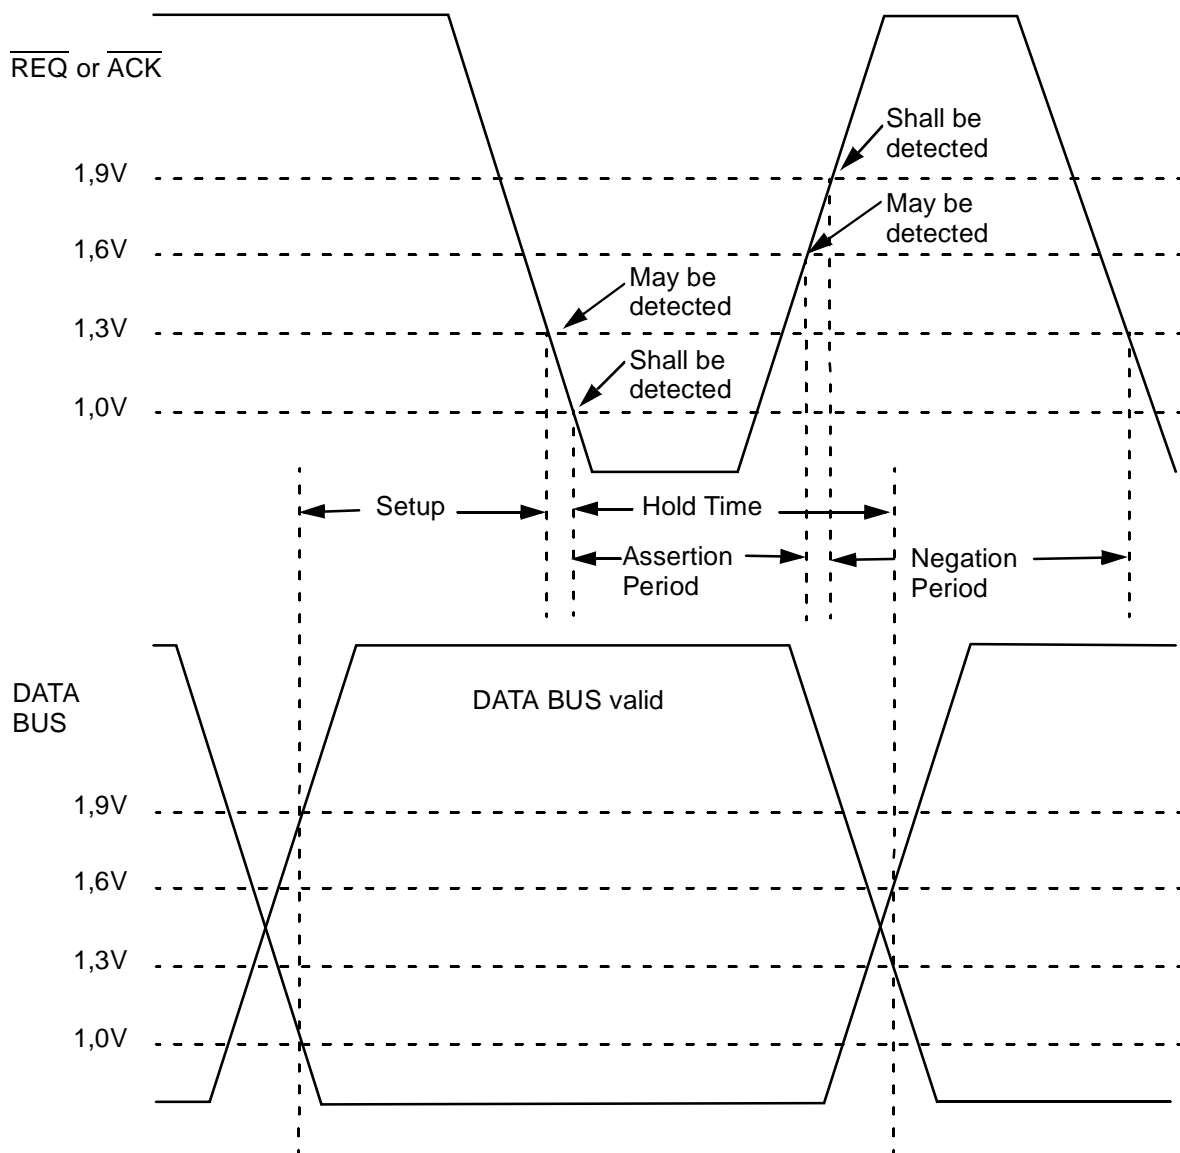 REQ or ACK
Shall be
detected
1,9V
May be
detected
1,6V
May be
detected
1,3V
Shall be
detected
1,0V
Setup
Hold Time
Assertion
Period
Negation
Period
DATA
BUS
DATA BUS valid
1,9V
1,6V
1,3V
1,0V